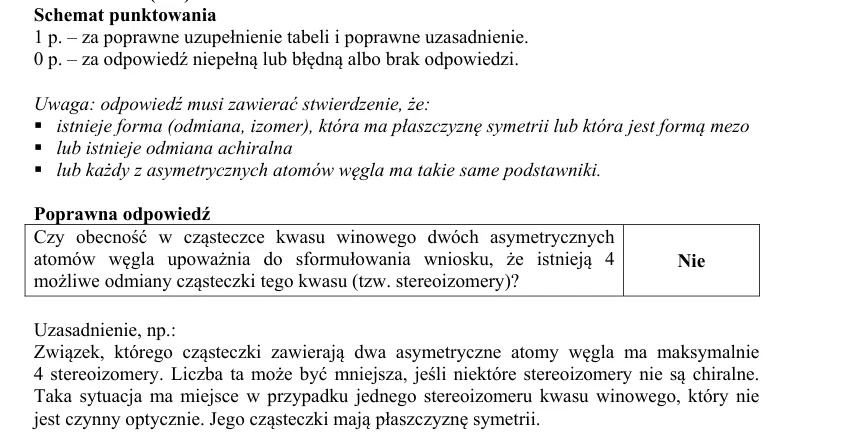 Schemat punktowania
1 p. – za poprawne uzupełnienie tabeli i poprawne uzasadnienie.
0 p. – za odpowiedź niepełną lub błędną albo brak odpowiedzi.
Uwaga: odpowiedź musi zawierać stwierdzenie, że:
▪ istnieje forma (odmiana, izomer), która ma płaszczyznę symetrii lub która jest formą mezo
▪ lub istnieje odmiana achiralna
▪ lub każdy z asymetrycznych atomów węgla ma takie same podstawniki.
Poprawna odpowiedź
Czy obecność w cząsteczce kwasu winowego dwóch asymetrycznych
atomów węgla upoważnia do sformułowania wniosku, że istnieją 4
możliwe odmiany cząsteczki tego kwasu (tzw. stereoizomery)?
Nie
Uzasadnienie, np.:
Związek, którego cząsteczki zawierają dwa asymetryczne atomy węgla ma maksymalnie
4 stereoizomery. Liczba ta może być mniejsza, jeśli niektóre stereoizomery nie są chiralne.
Taka sytuacja ma miejsce w przypadku jednego stereoizomeru kwasu winowego, który nie
jest czynny optycznie. Jego cząsteczki mają płaszczyznę symetrii.